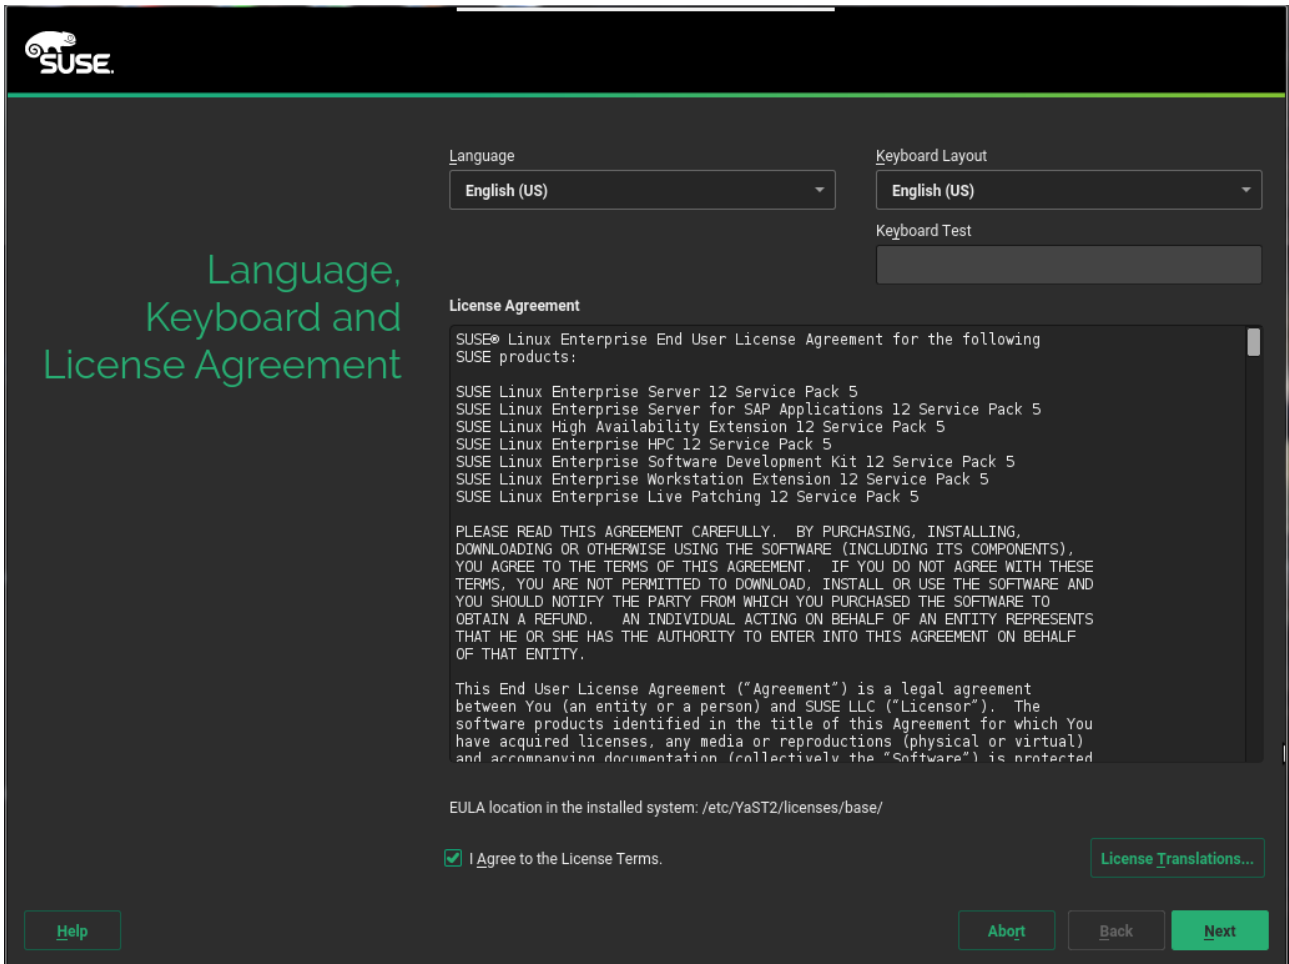 SUSE.
Language,
Keyboard and
License Agreement
Language
Keyboard Layout
English (US)
English (US)
Keyboard Test
License Agreement
SUSE® Linux Enterprise End User License Agreement for the following
SUSE products:
SUSE Linux Enterprise Server 12 Service Pack 5
SUSE Linux Enterprise Server for SAP Applications 12 Service Pack 5
SUSE Linux High Availability Extension 12 Service Pack 5
SUSE Linux Enterprise HPC 12 Service Pack 5
SUSE Linux Enterprise Software Development Kit 12 Service Pack 5
SUSE Linux Enterprise Workstation Extension 12 Service Pack 5
SUSE Linux Enterprise Live Patching 12 Service Pack 5
PLEASE READ THIS AGREEMENT CAREFULLY.  BY PURCHASING, INSTALLING,
DOWNLOADING OR OTHERWISE USING THE SOFTWARE (INCLUDING ITS COMPONENTS),
YOU AGREE TO THE TERMS OF THIS AGREEMENT.  IF YOU DO NOT AGREE WITH THESE
TERMS, YOU ARE NOT PERMITTED TO DOWNLOAD, INSTALL OR USE THE SOFTWARE AND
YOU SHOULD NOTIFY THE PARTY FROM WHICH YOU PURCHASED THE SOFTWARE TO
OBTAIN A REFUND.   AN INDIVIDUAL ACTING ON BEHALF OF AN ENTITY REPRESENTS
THAT HE OR SHE HAS THE AUTHORITY TO ENTER INTO THIS AGREEMENT ON BEHALF
OF THAT ENTITY.
This End User License Agreement (“Agreement”) is a legal agreement
between You (an entity or a person) and SUSE LLC (“Licensor”).  The
software products identified in the title of this Agreement for which You
have acquired licenses, any media or reproductions (physical or virtual)
and accompanying documentation (collectively the “Software”) is protected
EULA location in the installed system: /etc/YaST2/licenses/base/
I Agree to the License Terms.
License Translations...
Help
Abort
Back
Next